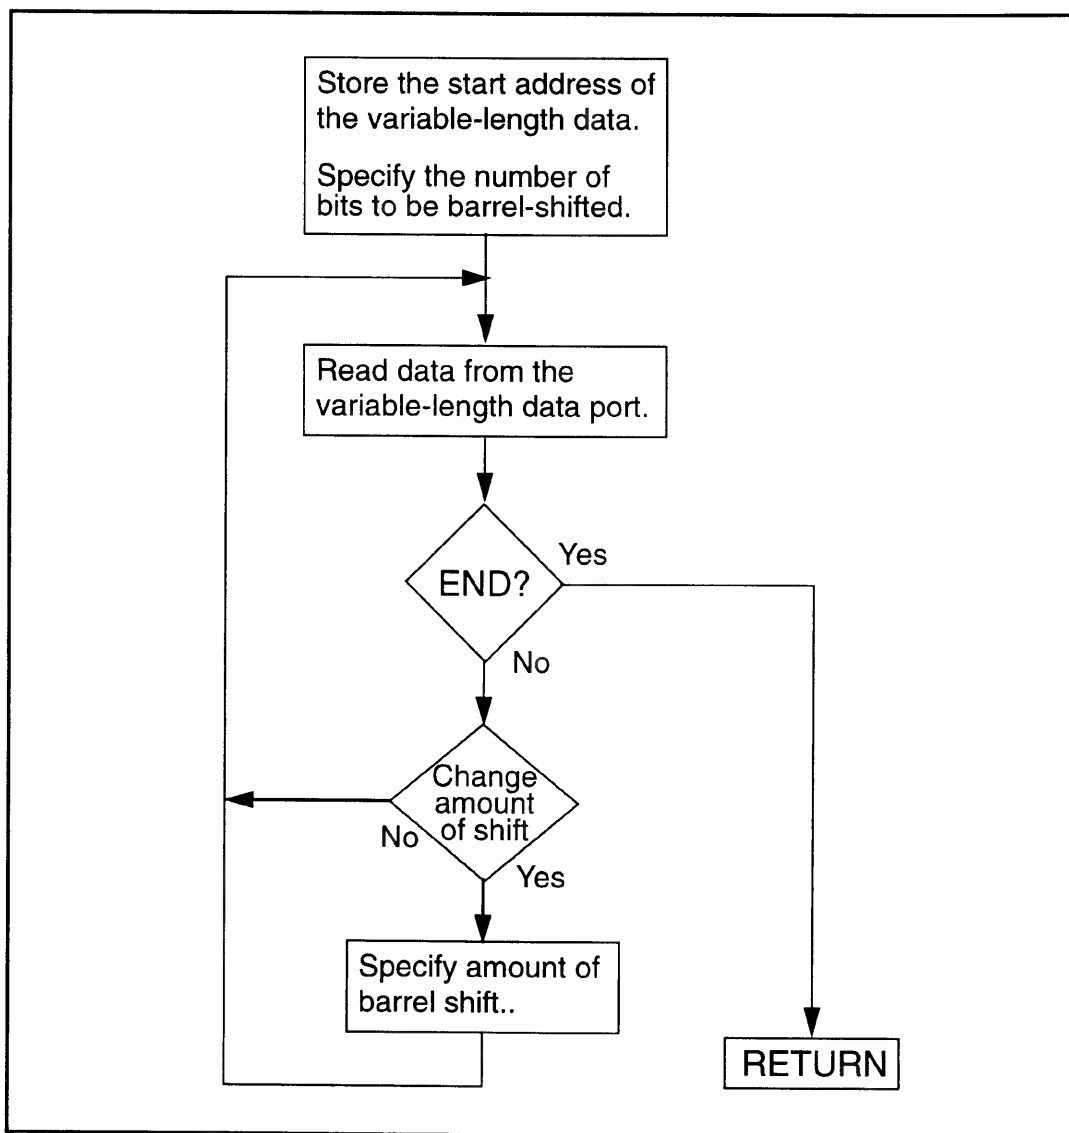 Store the start address of
the variable-length data.
Specify the number of
bits to be barrel-shifted.
Read data from the
variable-length data port.
Yes
END?
No
Change
amount
of shift
No
Yes
Specify amount of
barrel shift..
RETURN